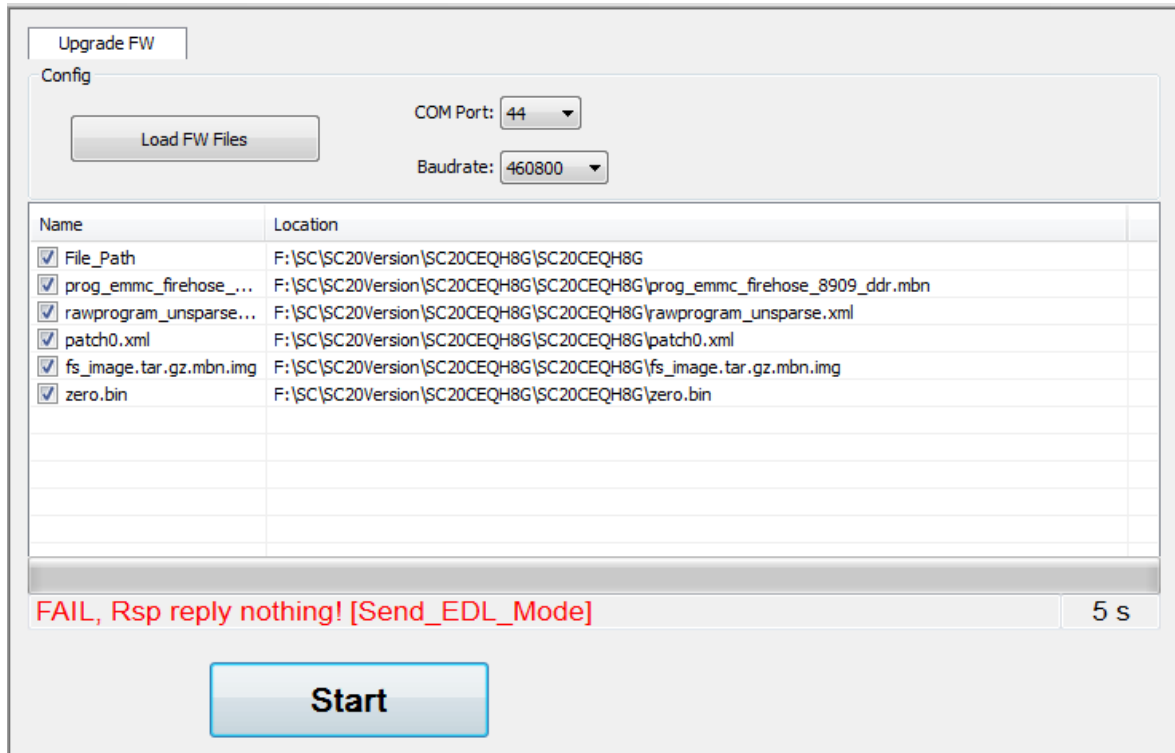 Upgrade FW
Config
Load FW Files
COM Port: 44
Baudrate: 460800
Name Location
File_Path F:\SC\SC20Version\SC20CEQH8G\SC20CEQH8G
prog_emmc_firehose_... F:\SC\SC20Version\SC20CEQH8G\SC20CEQH8G\prog_emmc_firehose_8909_ddr.mbn
rawprogram_unsparse... F:\SC\SC20Version\SC20CEQH8G\SC20CEQH8G\rawprogram_unsparse.xml
patch0.xml F:\SC\SC20Version\SC20CEQH8G\SC20CEQH8G\patch0.xml
fs_image.tar.gz.mbn.img F:\SC\SC20Version\SC20CEQH8G\SC20CEQH8G\fs_image.tar.gz.mbn.img
zero.bin F:\SC\SC20Version\SC20CEQH8G\SC20CEQH8G\zero.bin
FAIL, Rsp reply nothing! [Send_EDL_Mode] 5 s
Start